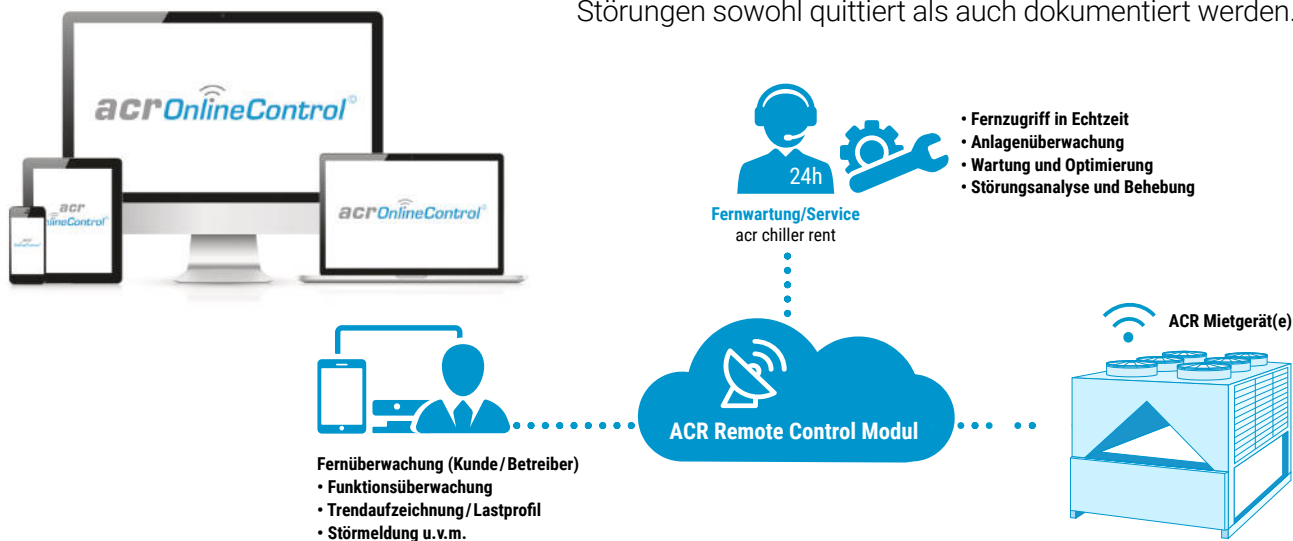 Störungen sowohl quittiert als auch dokumentiert werden.
acrOnlineControl©
acr
OnlineControl
acrOnlineControl©
24h
• Fernzugriff in Echtzeit
• Anlagenüberwachung
• Wartung und Optimierung
• Störungsanalyse und Behebung
Fernwartung/Service
acr chiller rent
ACR Mietgerät(e)
ACR Remote Control Modul
Fernüberwachung (Kunde/Betreiber)
• Funktionsüberwachung
• Trendaufzeichnung/Lastprofil
• Störmeldung u.v.m.